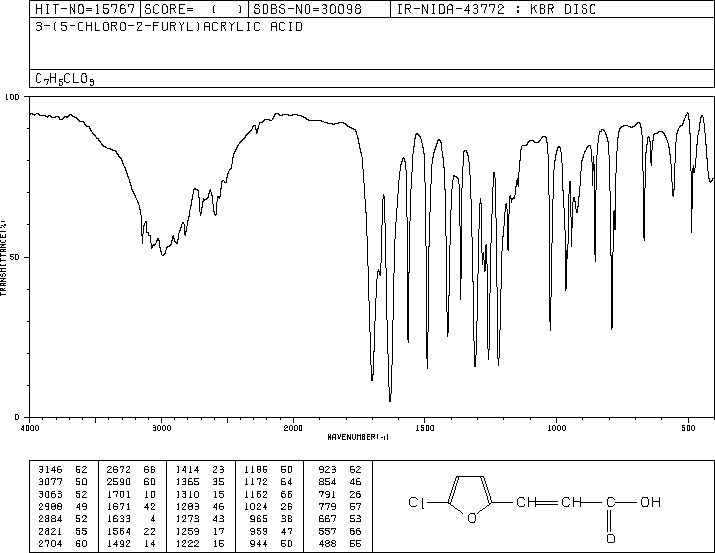 HIT-NO=15767 SCORE= ( ) SDBS-NO=30098 IR-NIDA-43772 : KBR DISC
3-(5-CHLORO-2-FURYL)ACRYLIC ACID
C7H5CLO3
100
50
0
TRANSMITTANCE(%)
4000 3000 2000 1500 1000 500
WAVENUMBER(-1)
3146 52 2672 66 1414 23 1186 50 923 62
3077 50 2590 60 1365 35 1172 64 854 46
3063 52 1701 10 1310 15 1162 66 791 26
2988 49 1671 42 1283 46 1024 26 779 57
2884 52 1633 4 1273 43 965 38 667 53
2821 55 1564 22 1259 17 959 47 557 66
2704 60 1492 14 1222 15 944 50 488 55
Cl O CH CH C OH
O